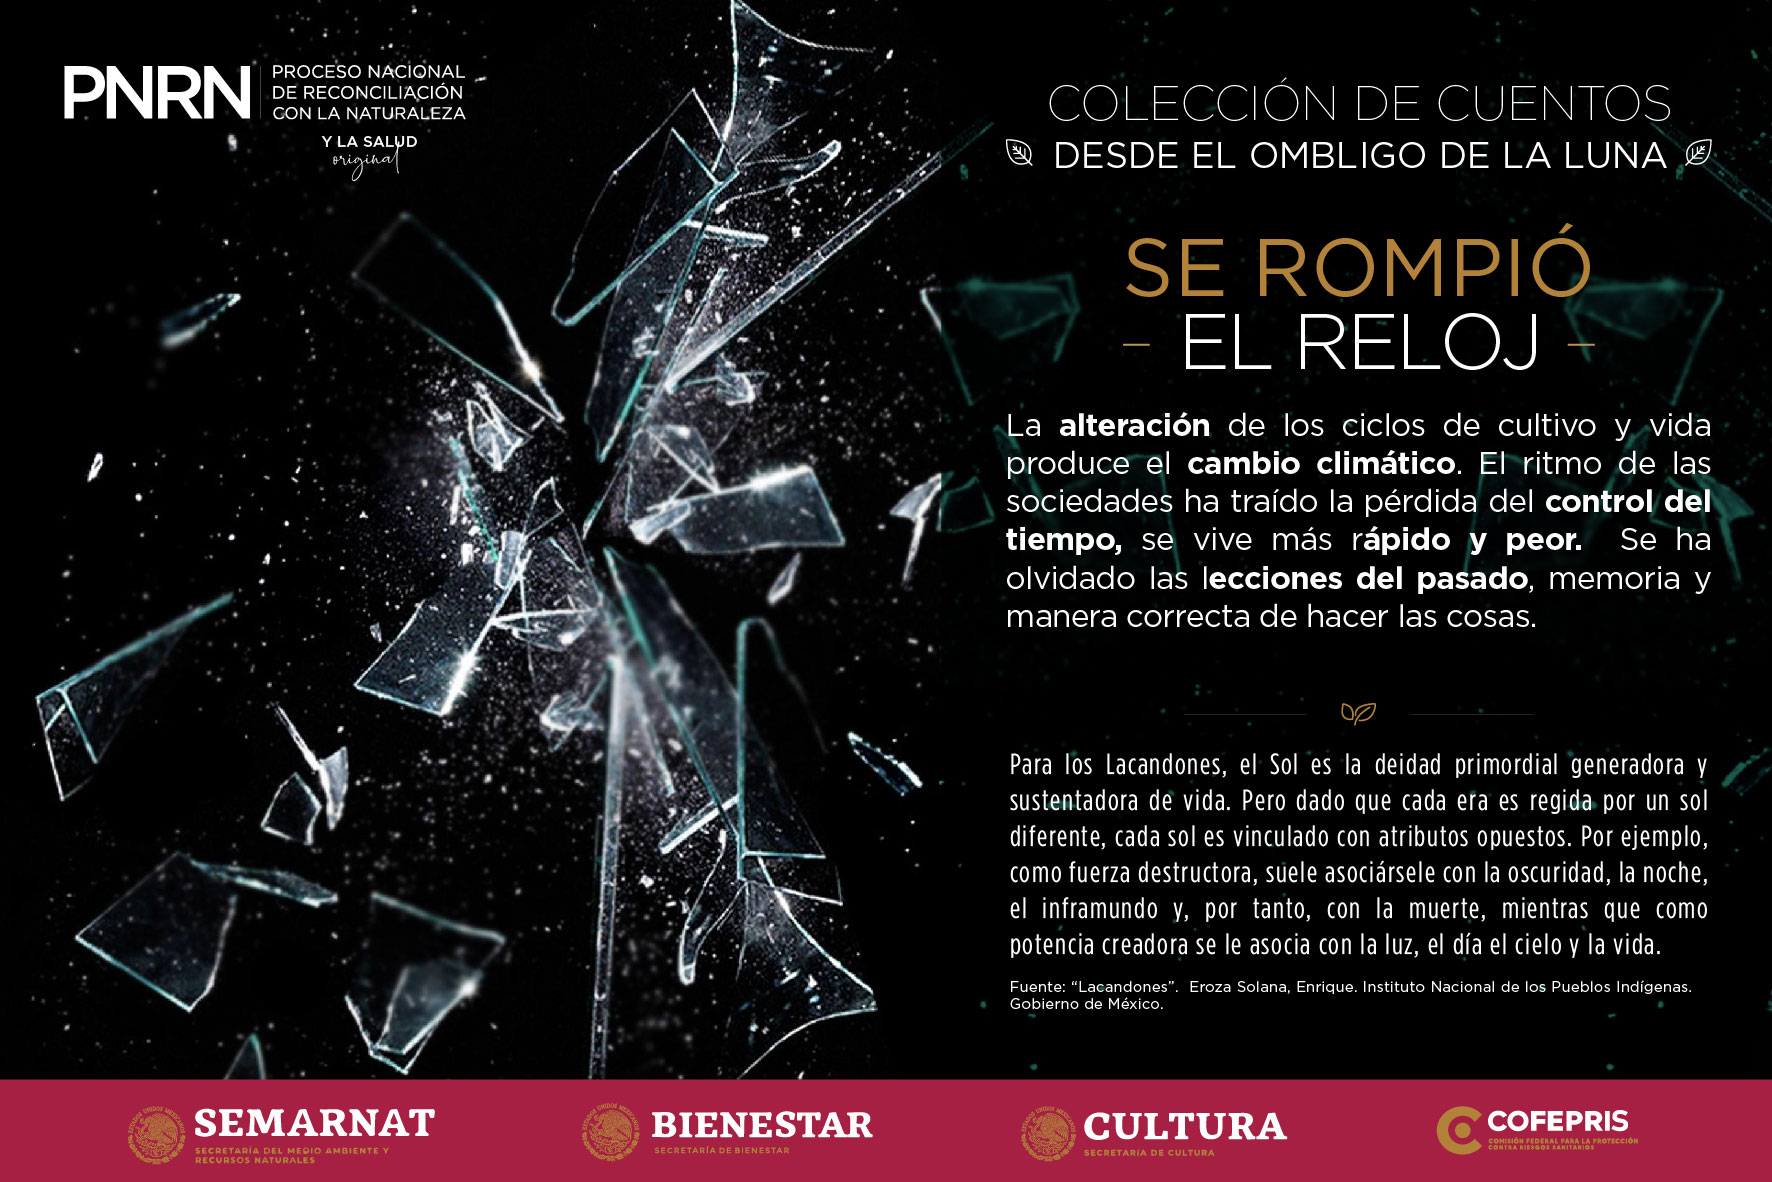 PNRN
PROCESO NACIONAL
DE RECONCILIACIÓN
CON LA NATURALEZA
Y LA SALUD
original
COLECCIÓN DE CUENTOS
DESDE EL OMBLIGO DE LA LUNA
SE ROMPIÓ
EL RELOJ
La alteración de los ciclos de cultivo y vida
produce el cambio climático. El ritmo de las
sociedades ha traído la pérdida del control del
tiempo, se vive más rápido y peor. Se ha
olvidado las lecciones del pasado, memoria y
manera correcta de hacer las cosas.
Para los Lacandones, el Sol es la deidad primordial generadora y
sustentadora de vida. Pero dado que cada era es regida por un sol
diferente, cada sol es vinculado con atributos opuestos. Por ejemplo,
como fuerza destructora, suele asociársele con la oscuridad, la noche,
el inframundo y, por tanto, con la muerte, mientras que como
potencia creadora se le asocia con la luz, el día el cielo y la vida.
Fuente: “Lacandones”. Eroza Solana, Enrique. Instituto Nacional de los Pueblos Indígenas.
Gobierno de México.
SEMARNAT
SECRETARÍA DEL MEDIO AMBIENTE Y
RECURSOS NATURALES
BIENESTAR
SECRETARÍA DE BIENESTAR
CULTURA
SECRETARÍA DE CULTURA
COFEPRIS
COMISIÓN FEDERAL PARA LA PROTECCIÓN
CONTRA RIESGOS SANITARIOS